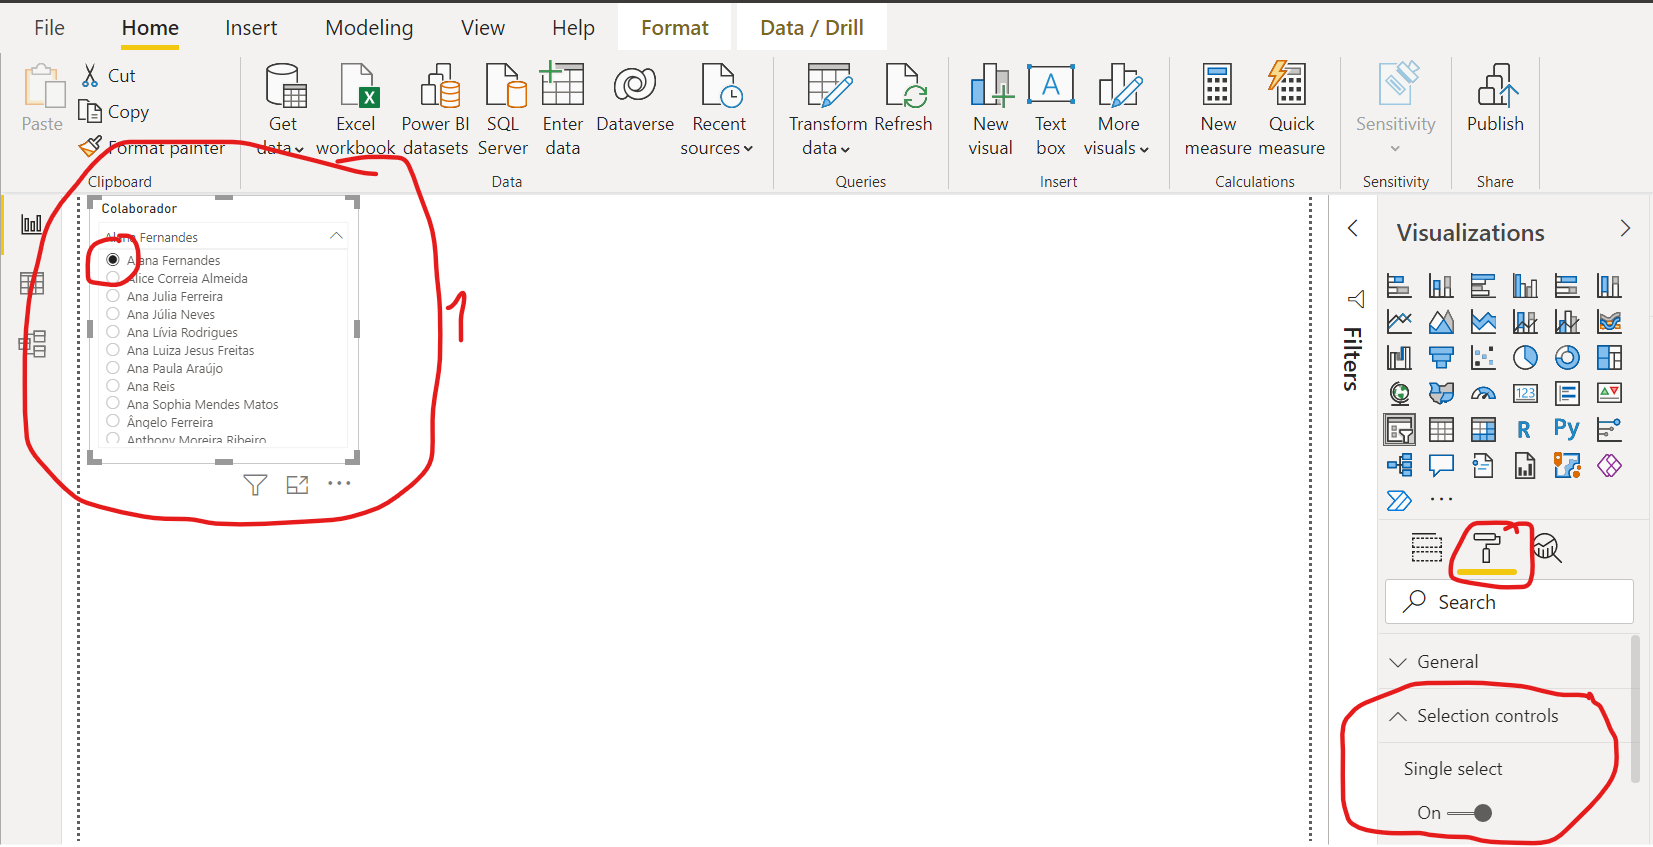 File Home Insert Modeling View Help Format Data / Drill
Paste
Cut
Copy
Format painter
Clipboard
Get data
Excel workbook
Power BI datasets
SQL Server
Enter data
Dataverse
Recent sources
Data
Transform data
Refresh
Queries
New visual
Text box
More visuals
Insert
New measure
Quick measure
Calculations
Sensitivity
Sensitivity
Publish
Share
Colaborador
Alana Fernandes
Alana Fernandes
Alice Correia Almeida
Ana Julia Ferreira
Ana Júlia Neves
Ana Lívia Rodrigues
Ana Luiza Jesus Freitas
Ana Paula Araújo
Ana Reis
Ana Sophia Mendes Matos
Ângelo Ferreira
Anthony Moreira Ribeiro
1
Filters
Visualizations
123
R
Py
Search
General
Selection controls
Single select
On